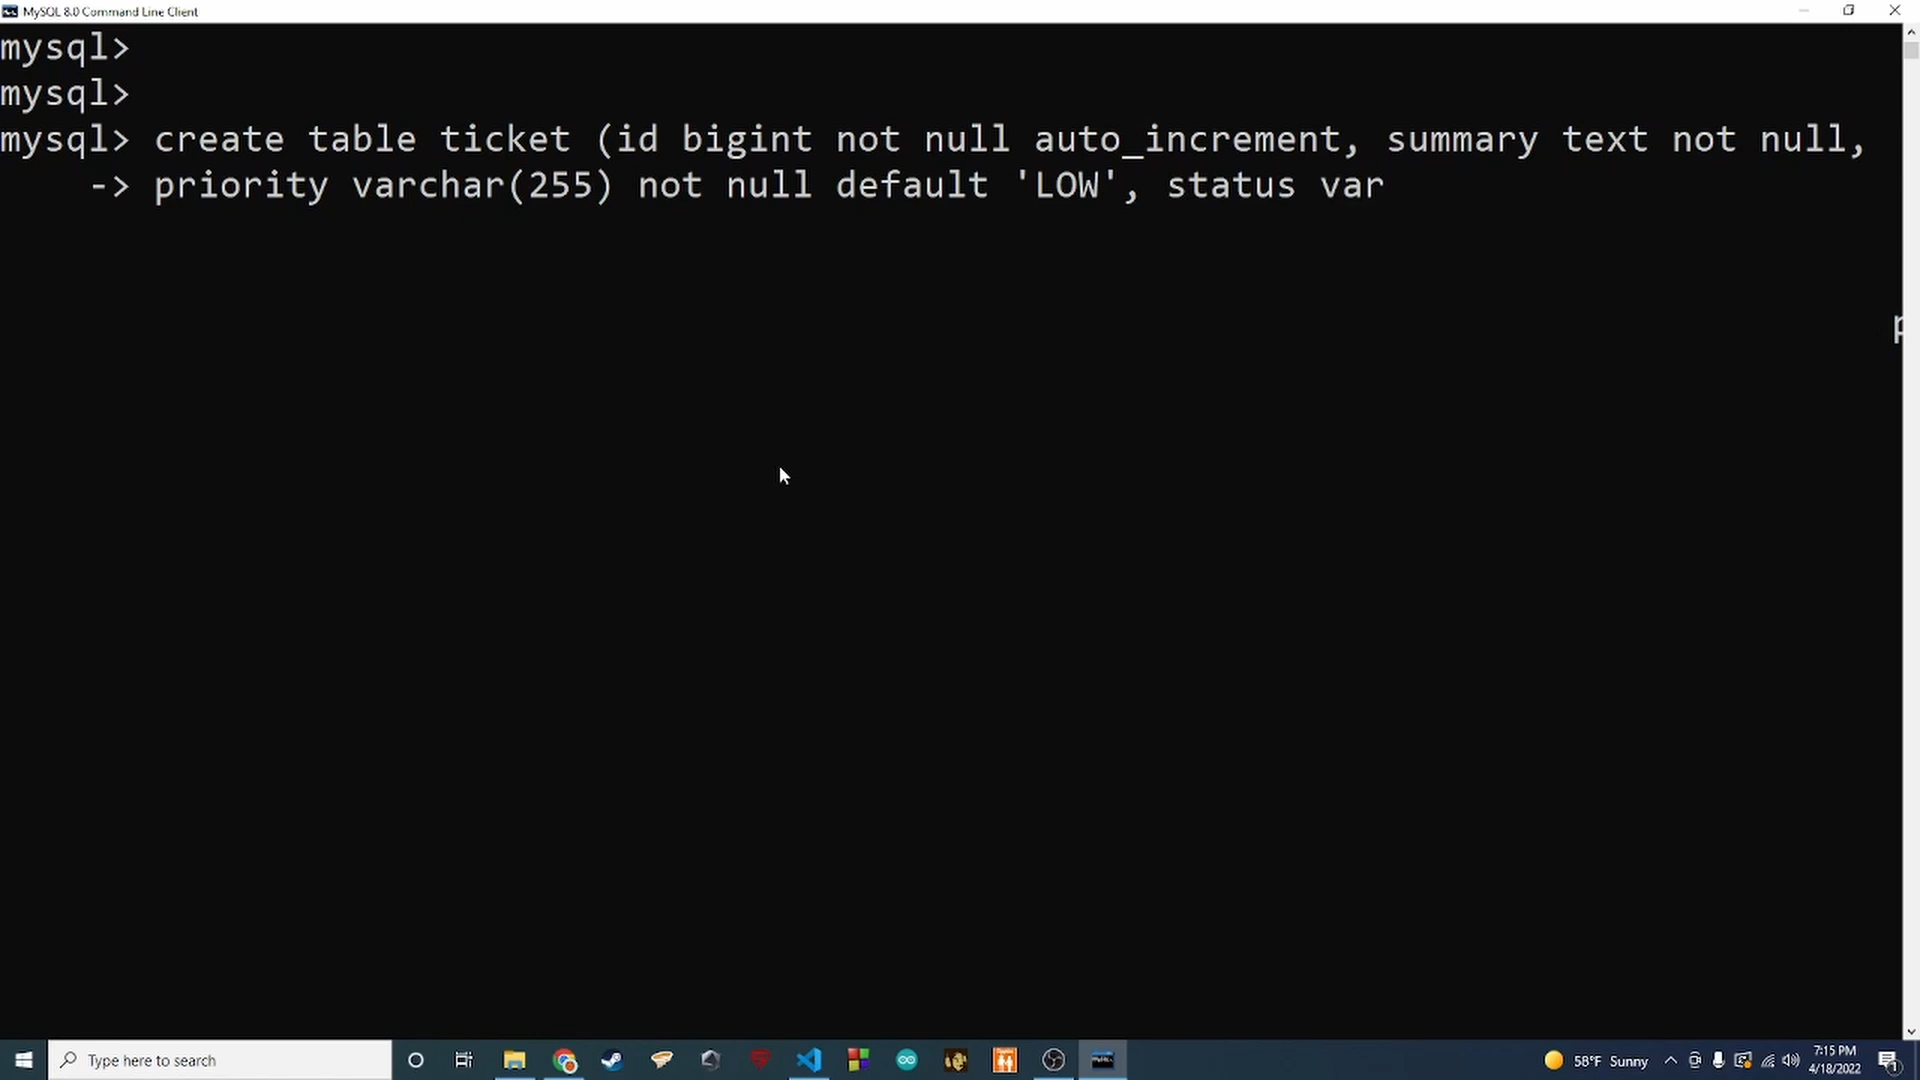 MySQL 8.0 Command Line Client
mysql>
mysql>
mysql> create table ticket (id bigint not null auto_increment, summary text not null,
    -> priority varchar(255) not null default 'LOW', status var
p
Type here to search
58°F Sunny
7:15 PM
4/18/2022
1